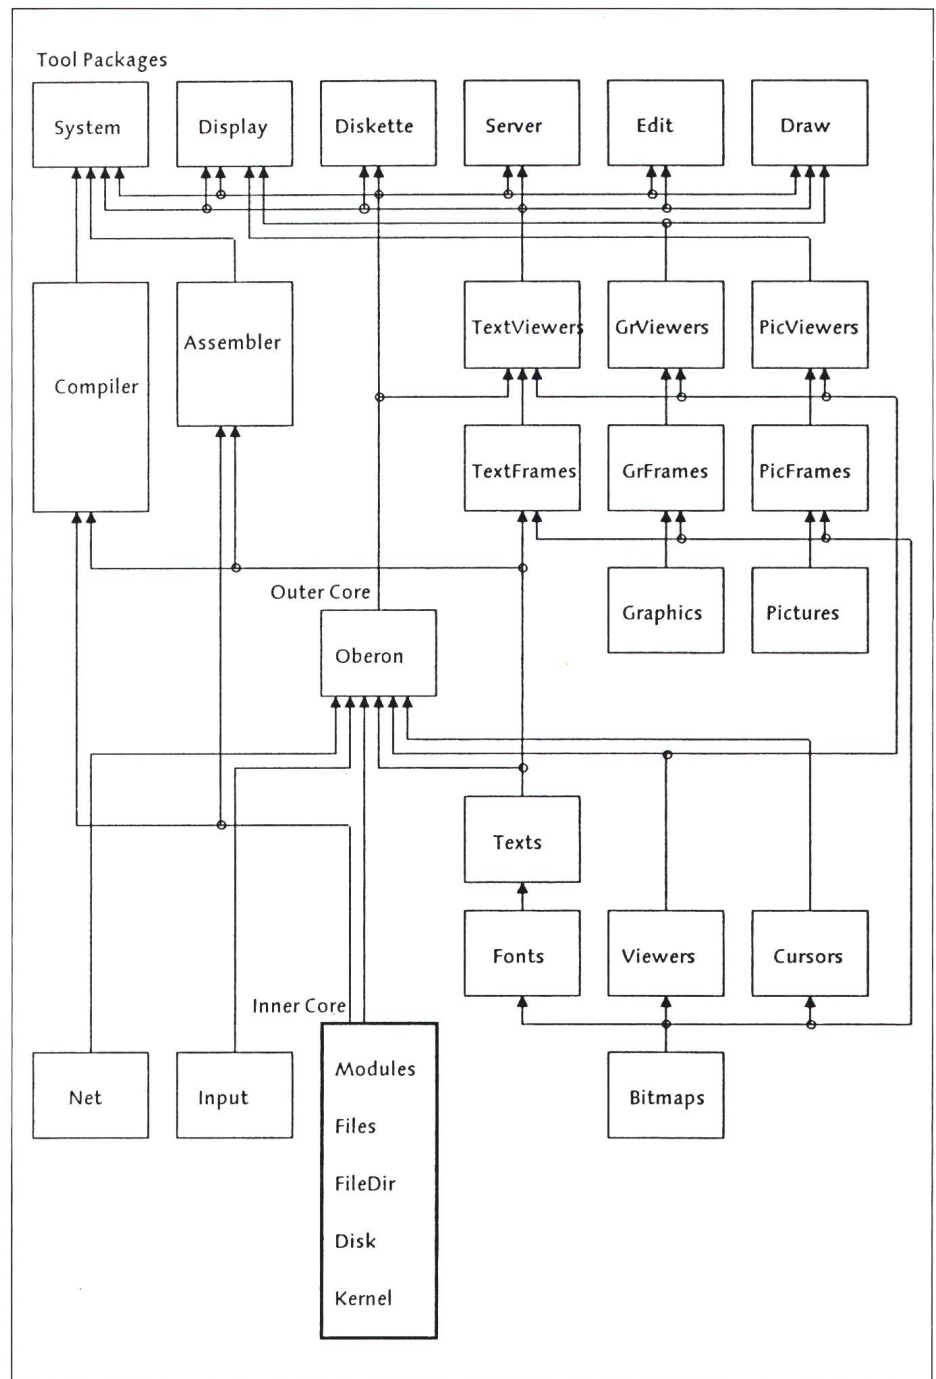 Tool Packages
System
Display
Diskette
Server
Edit
Draw
TextViewers
GrViewers
PicViewers
Assembler
Compiler
TextFrames
GrFrames
PicFrames
Outer Core
Graphics
Pictures
Oberon
Texts
Fonts
Viewers
Cursors
Inner Core
Modules
Net
Input
Bitmaps
Files
FileDir
Disk
Kernel